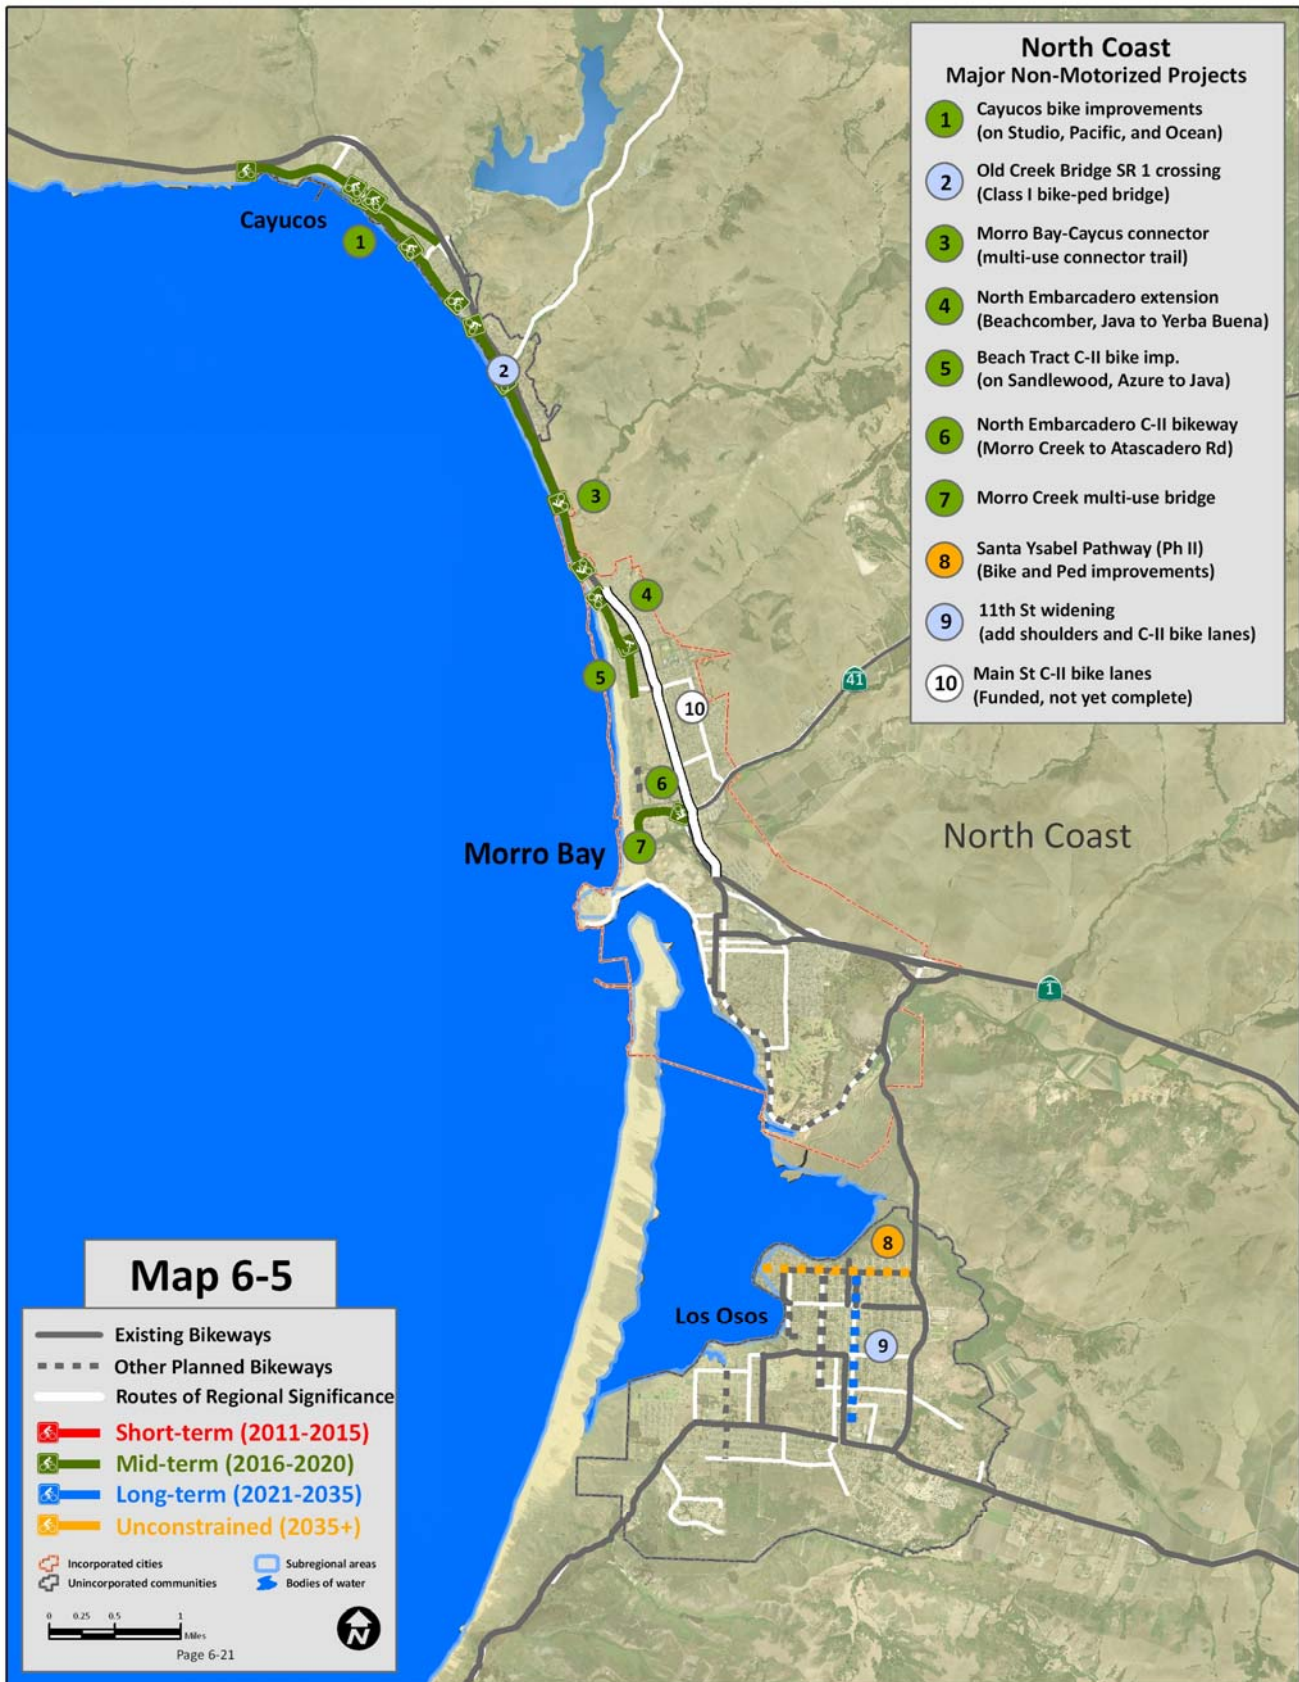 North Coast
Major Non-Motorized Projects
1 Cayucos bike improvements
(on Studio, Pacific, and Ocean)
2 Old Creek Bridge SR 1 crossing
(Class I bike-ped bridge)
3 Morro Bay-Caycus connector
(multi-use connector trail)
4 North Embarcadero extension
(Beachcomber, Java to Yerba Buena)
5 Beach Tract C-II bike imp.
(on Sandlewood, Azure to Java)
6 North Embarcadero C-II bikeway
(Morro Creek to Atascadero Rd)
7 Morro Creek multi-use bridge
8 Santa Ysabel Pathway (Ph II)
(Bike and Ped improvements)
9 11th St widening
(add shoulders and C-II bike lanes)
10 Main St C-II bike lanes
(Funded, not yet complete)
Cayucos
1
2
3
4
5
41
10
6
7
Morro Bay
North Coast
1
8
Los Osos
9
Map 6-5
Existing Bikeways
Other Planned Bikeways
Routes of Regional Significance
Short-term (2011-2015)
Mid-term (2016-2020)
Long-term (2021-2035)
Unconstrained (2035+)
Incorporated cities
Subregional areas
Unincorporated communities
Bodies of water
0 0.25 0.5 1
Miles
N
Page 6-21